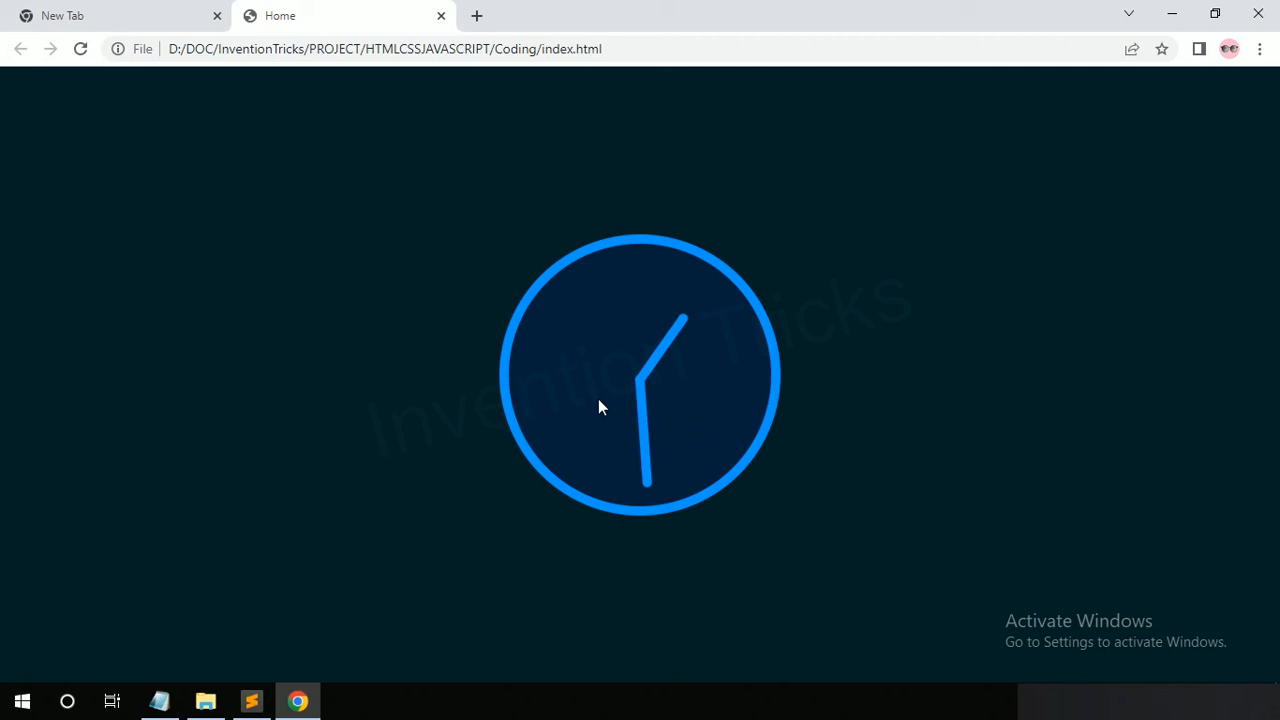 New Tab
Home
File
D:/DOC/InventionTricks/PROJECT/HTMLCSSJAVASCRIPT/Coding/index.html
Invention Tricks
Activate Windows
Go to Settings to activate Windows.